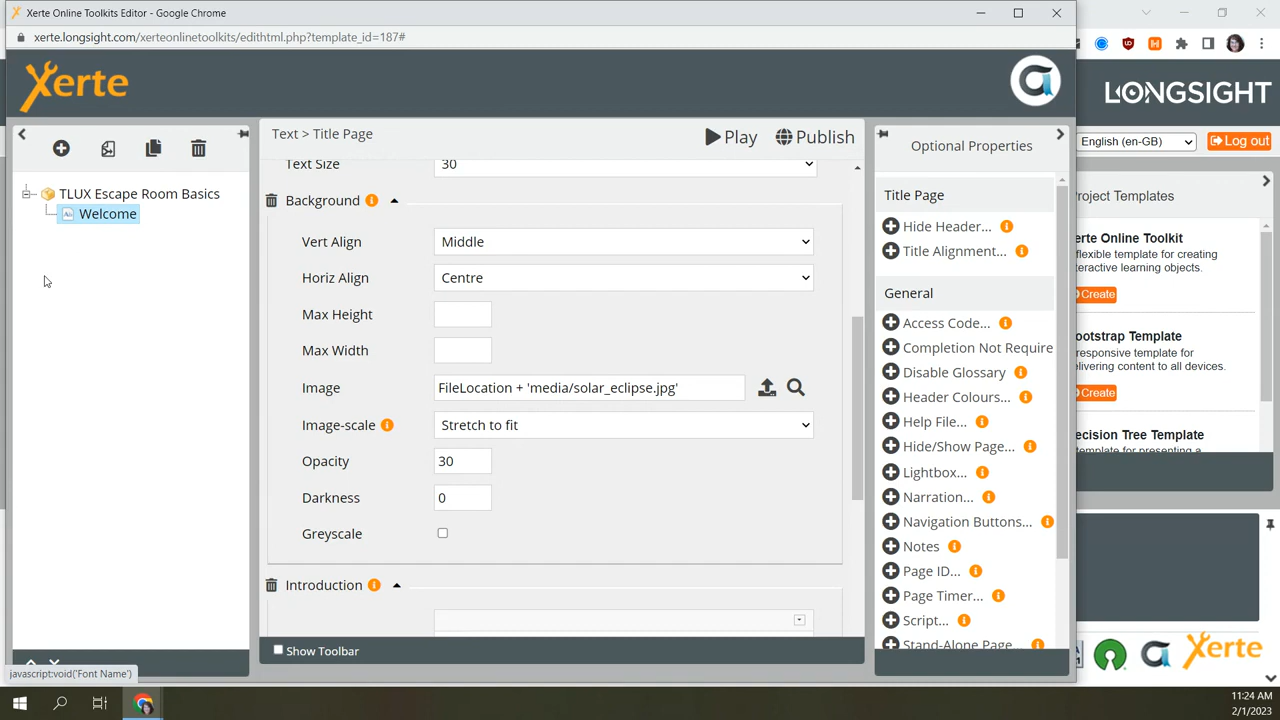 Xerte Online Toolkits Editor - Google Chrome
xerte.longsight.com/xerteonlinetoolkits/edithtml.php?template_id=187#
Xerte
LONGSIGHT
English (en-GB)
Log out
Text > Title Page
Play
Publish
Optional Properties
TLUX Escape Room Basics
Welcome
Text Size
30
Background
Vert Align
Middle
Horiz Align
Centre
Max Height
Max Width
Image
FileLocation + 'media/solar_eclipse.jpg'
Image-scale
Stretch to fit
Opacity
30
Darkness
0
Greyscale
Introduction
Show Toolbar
Title Page
Hide Header...
Title Alignment...
General
Access Code...
Completion Not Require
Disable Glossary
Header Colours...
Help File...
Hide/Show Page...
Lightbox...
Narration...
Navigation Buttons...
Notes
Page ID...
Page Timer...
Script...
Stand-Alone Page
Project Templates
erte Online Toolkit
flexible template for creating
teractive learning objects.
Create
ootstrap Template
responsive template for
elivering content to all devices.
Create
ecision Tree Template
template for presenting a
Xerte
javascript:void('Font Name')
11:24 AM
2/1/2023